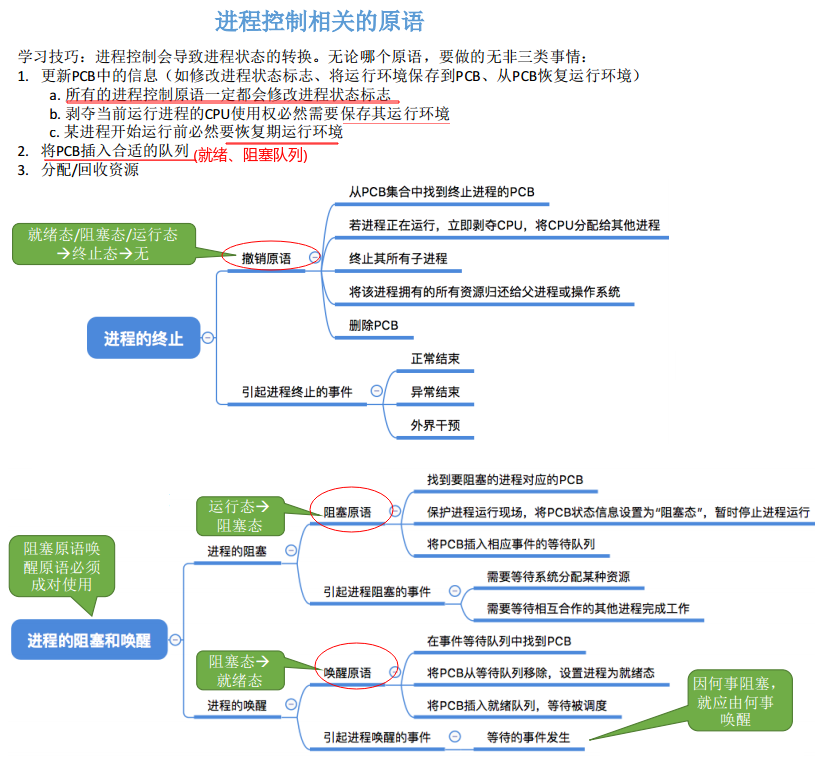 进程控制相关的原语
学习技巧：进程控制会导致进程状态的转换。无论哪个原语，要做的无非三类事情：
1. 更新PCB中的信息（如修改进程状态标志、将运行环境保存到PCB、从PCB恢复运行环境）
a. 所有的进程控制原语一定都会修改进程状态标志
b. 剥夺当前运行进程的CPU使用权必然需要保存其运行环境
c. 某进程开始运行前必然要恢复期运行环境
2. 将PCB插入合适的队列 (就绪、阻塞队列)
3. 分配/回收资源
进程的终止
就绪态/阻塞态/运行态
→终止态→无
撤销原语
从PCB集合中找到终止进程的PCB
若进程正在运行，立即剥夺CPU，将CPU分配给其他进程
终止其所有子进程
将该进程拥有的所有资源归还给父进程或操作系统
删除PCB
引起进程终止的事件
正常结束
异常结束
外界干预
阻塞原语唤
醒原语必须
成对使用
进程的阻塞和唤醒
进程的阻塞
运行态→
阻塞态
阻塞原语
找到要阻塞的进程对应的PCB
保护进程运行现场，将PCB状态信息设置为“阻塞态”，暂时停止进程运行
将PCB插入相应事件的等待队列
引起进程阻塞的事件
需要等待系统分配某种资源
需要等待相互合作的其他进程完成工作
进程的唤醒
阻塞态→
就绪态
唤醒原语
在事件等待队列中找到PCB
将PCB从等待队列移除，设置进程为就绪态
将PCB插入就绪队列，等待被调度
引起进程唤醒的事件
等待的事件发生
因何事阻塞，
就应由何事
唤醒